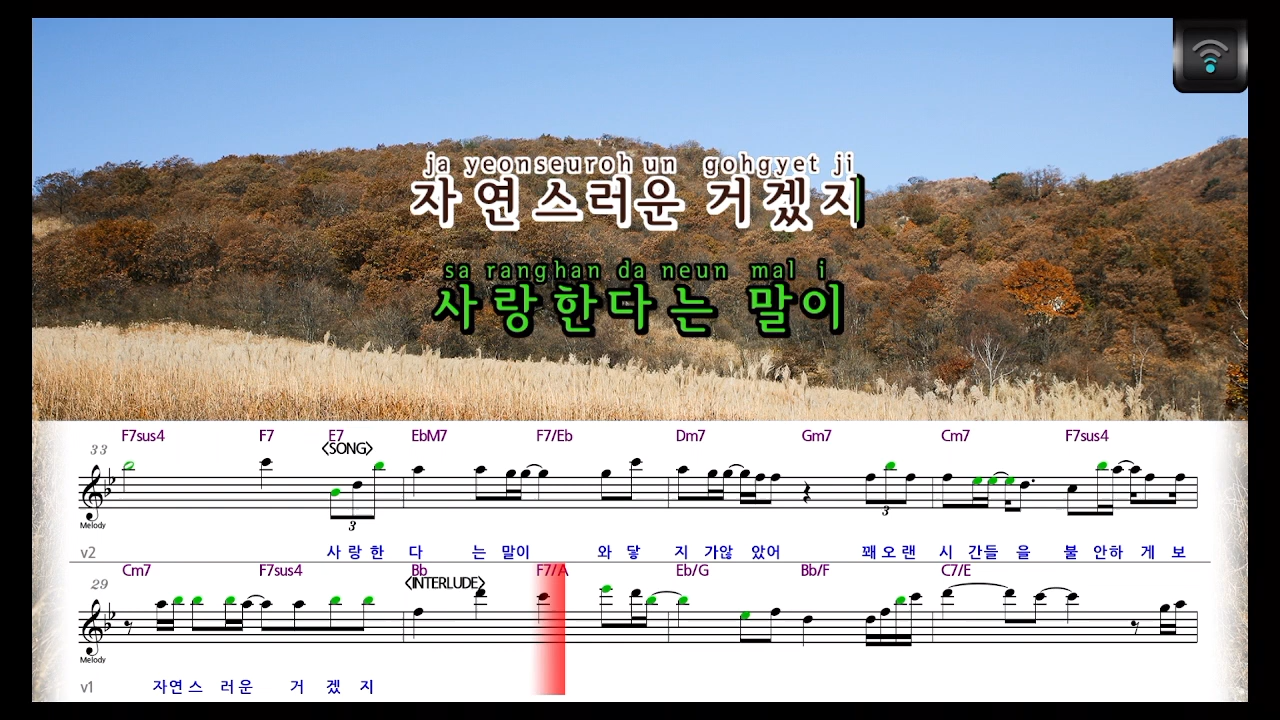 ja yeonseuroh un gohgyet ji
자연스러운 거겠지
sa ranghan da neun mal i
사랑한다는 말이
F7sus4 F7 E7 EbM7 F7/Eb Dm7 Gm7 Cm7 F7sus4
<SONG>
33
3 3
Melody
v2 사 랑 한 다 는 말이 와 닿 지 가않 았어 꽤 오 랜 시 간들 을 불 안하 게 보
Cm7 F7sus4 Bb F7/A Eb/G Bb/F C7/E
<INTERLUDE>
29
Melody
v1 자연 스 러 운 거 겠 지